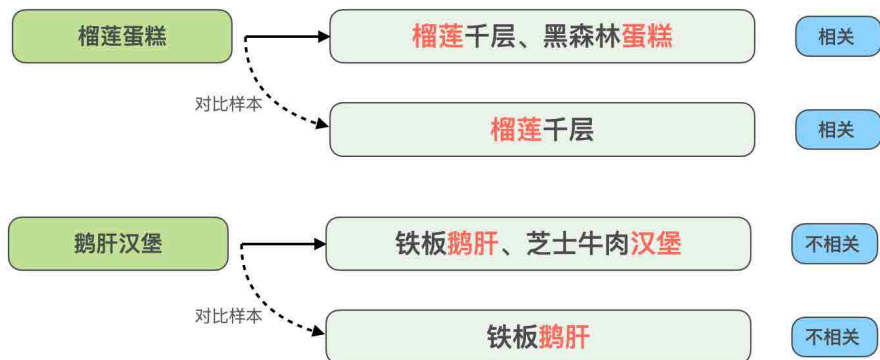 榴莲蛋糕
榴莲千层、黑森林蛋糕
相关
对比样本
榴莲千层
相关
鹅肝汉堡
铁板鹅肝、芝士牛肉汉堡
不相关
对比样本
铁板鹅肝
不相关